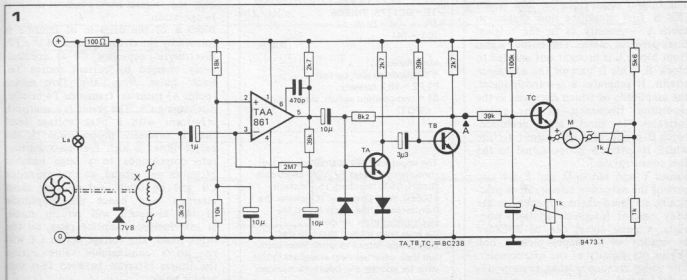 1
+
100Ω
18k
2k7
2k7
39k
2k7
100k
5k6
1
2
+
TAA
861
6
470p
5
3
−
4
10µ
8k2
A
39k
TC
La
1µ
39k
TA
3µ3
TB
+
M
−
1k
X
2M7
3k3
10k
7V8
10µ
10µ
1k
1k
0
TA,TB,TC,=BC238
9473 1